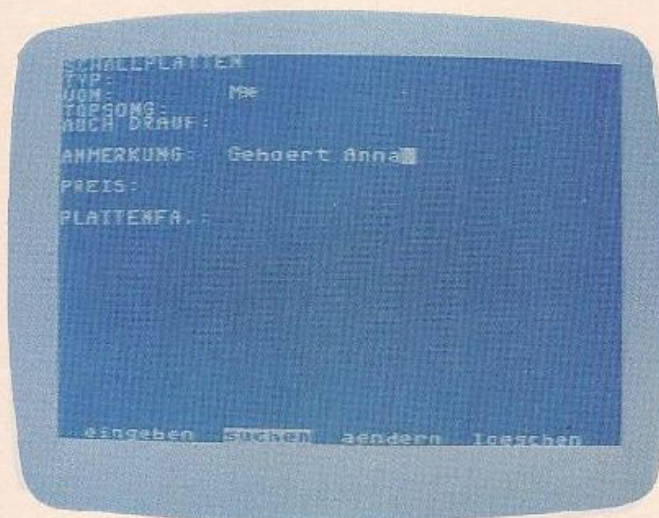 SCHALLPLATTEN
TYP:
VON: M*
TOPSONG:
AUCH DRAUF:
ANMERKUNG: Gehoert Anna
PREIS:
PLATTENFA.:
eingeben suchen aendern loeschen